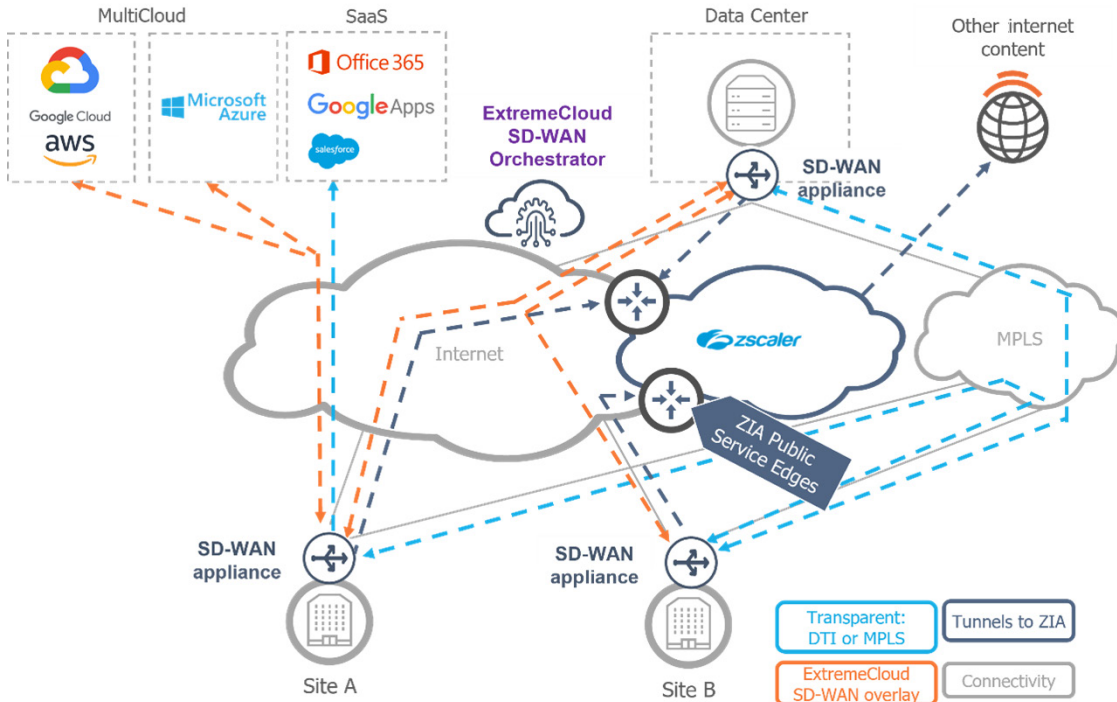 MultiCloud
SaaS
Data Center
Other internet
content
Google Cloud
aws
Microsoft
Azure
Office 365
GoogleApps
salesforce
ExtremeCloud
SD-WAN
Orchestrator
SD-WAN
appliance
Internet
zscaler
MPLS
ZIA Public
Service Edges
SD-WAN
appliance
SD-WAN
appliance
Site A
Site B
Transparent:
DTI or MPLS
Tunnels to ZIA
ExtremeCloud
SD-WAN overlay
Connectivity